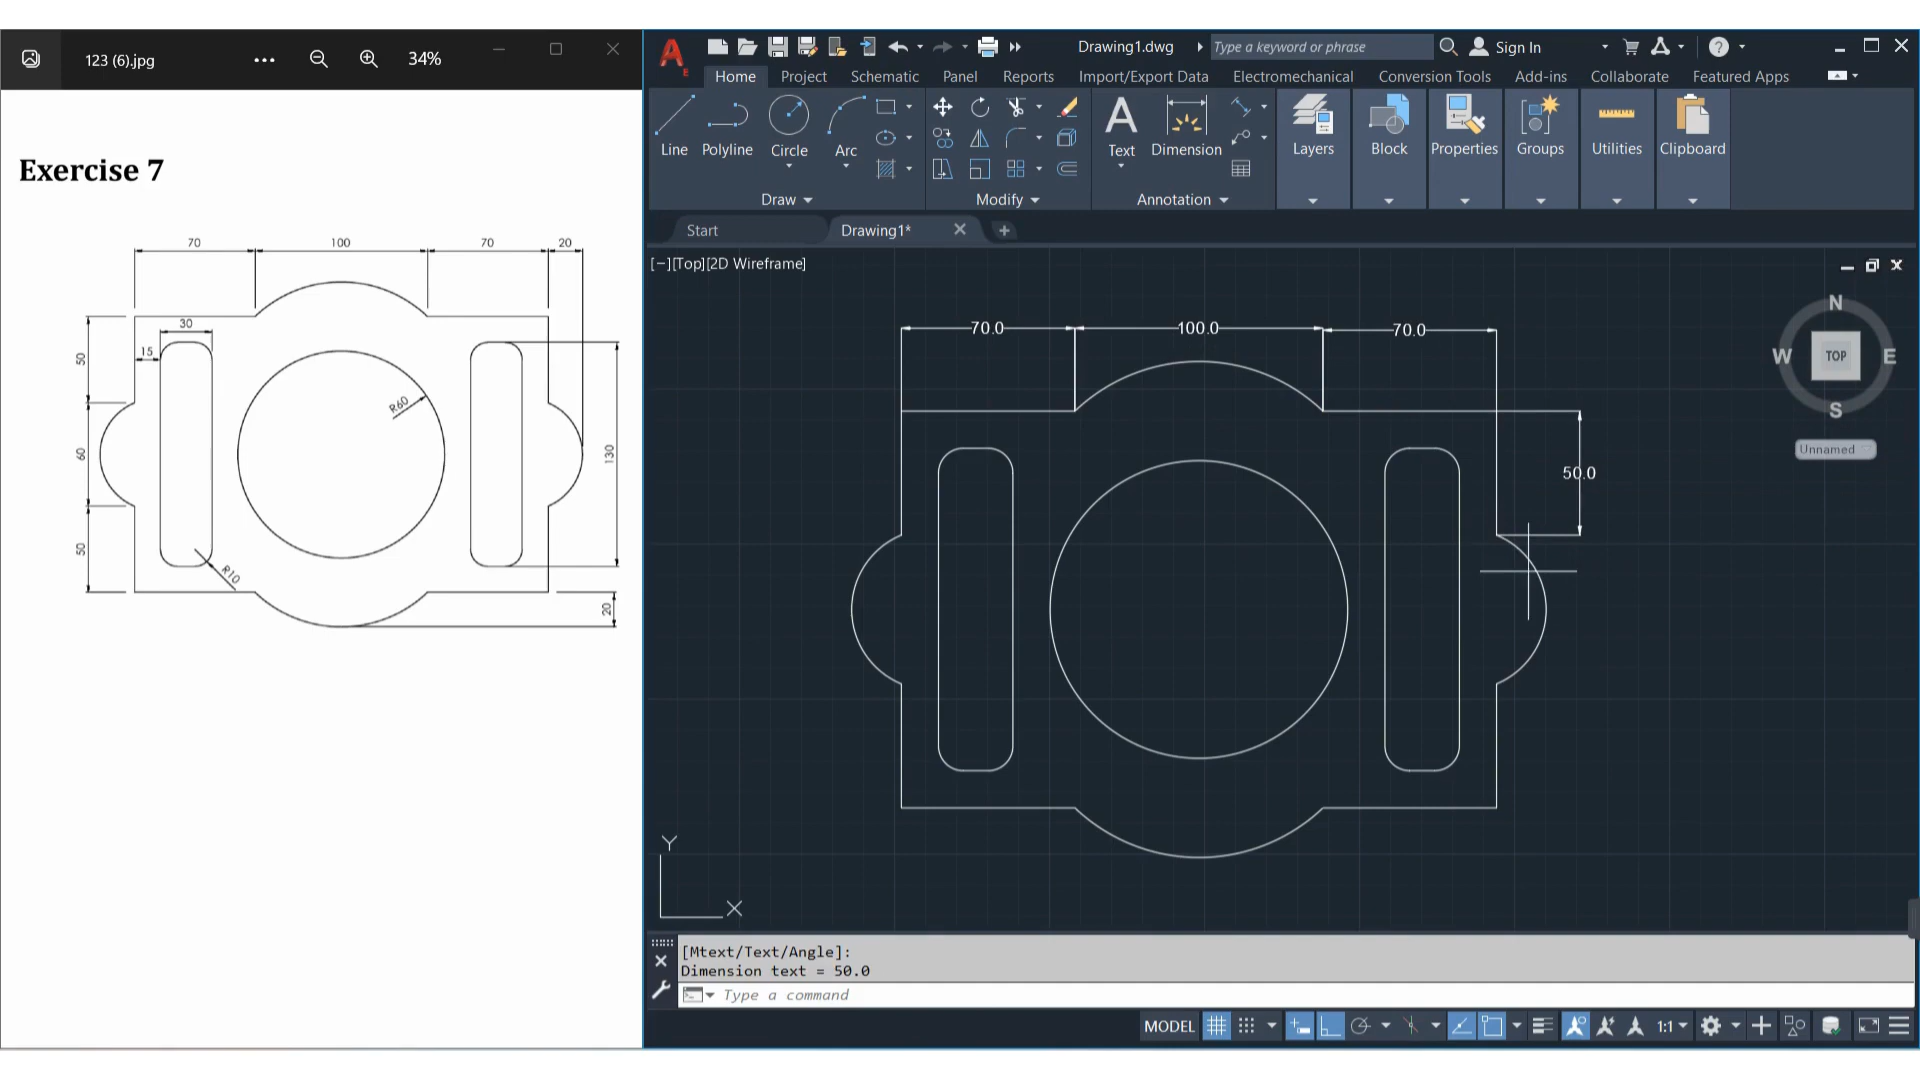 123 (6).jpg
34%
Exercise 7
70
100
70
20
30
15
50
60
50
R60
130
R10
20
Drawing1.dwg
Type a keyword or phrase
Sign In
Home
Project
Schematic
Panel
Reports
Import/Export Data
Electromechanical
Conversion Tools
Add-ins
Collaborate
Featured Apps
Line
Polyline
Circle
Arc
Text
Dimension
Layers
Block
Properties
Groups
Utilities
Clipboard
Draw
Modify
Annotation
Start
Drawing1*
[−][Top][2D Wireframe]
70.0
100.0
70.0
50.0
N
W
TOP
E
S
Unnamed
Y
X
[Mtext/Text/Angle]:
Dimension text = 50.0
Type a command
MODEL
1:1